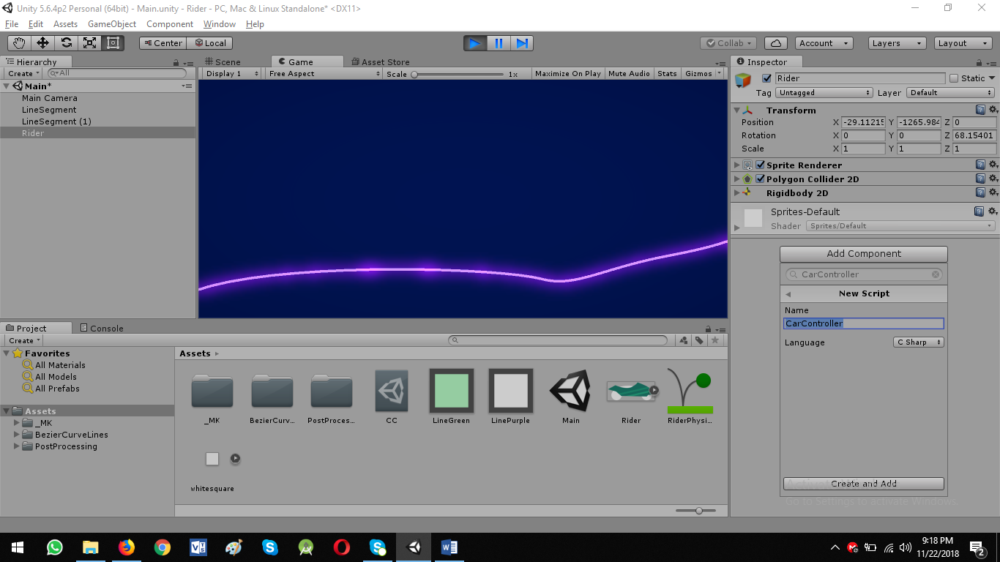 Unity 5.6.4p2 Personal (64bit) - Main.unity - Rider - PC, Mac & Linux Standalone* <DX11>
File Edit Assets GameObject Component Window Help
Center Local Collab Account Layers Layout
Hierarchy
Create All
Main*
Main Camera
LineSegment
LineSegment (1)
Rider
Scene Game Asset Store
Display 1 Free Aspect Scale 1x Maximize On Play Mute Audio Stats Gizmos
Inspector
Rider Static
Tag Untagged Layer Default
Transform
Position X -29.11215 Y -1265.984 Z 0
Rotation X 0 Y 0 Z 68.15401
Scale X 1 Y 1 Z 1
Sprite Renderer
Polygon Collider 2D
Rigidbody 2D
Sprites-Default
Shader Sprites/Default
Add Component
CarController
New Script
Name
CarController
Language C Sharp
Create and Add
Activate Windows
Go to Settings to activate Windows.
Project Console
Create
Favorites
All Materials
All Models
All Prefabs
Assets
_MK
BezierCurveLines
PostProcessing
Assets
_MK BezierCurv... PostProces... CC LineGreen LinePurple Main Rider RiderPhysi...
whitesquare
9:18 PM
11/22/2018
2